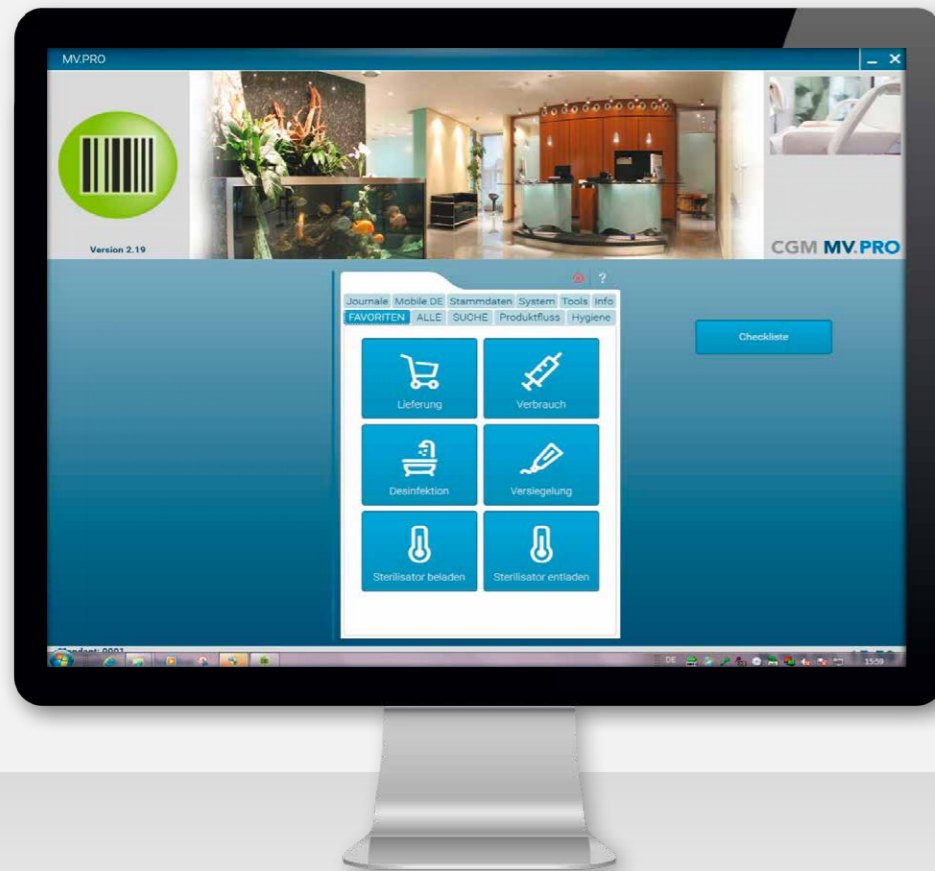 MV.PRO
Version 2.19
CGM MV.PRO
?
Journale Mobile DE Stammdaten System Tools Info
FAVORITEN ALLE SUCHE Produktfluss Hygiene
Checkliste
Lieferung Verbrauch
Desinfektion Versiegelung
Sterilisator beladen Sterilisator entladen
DE 15:59